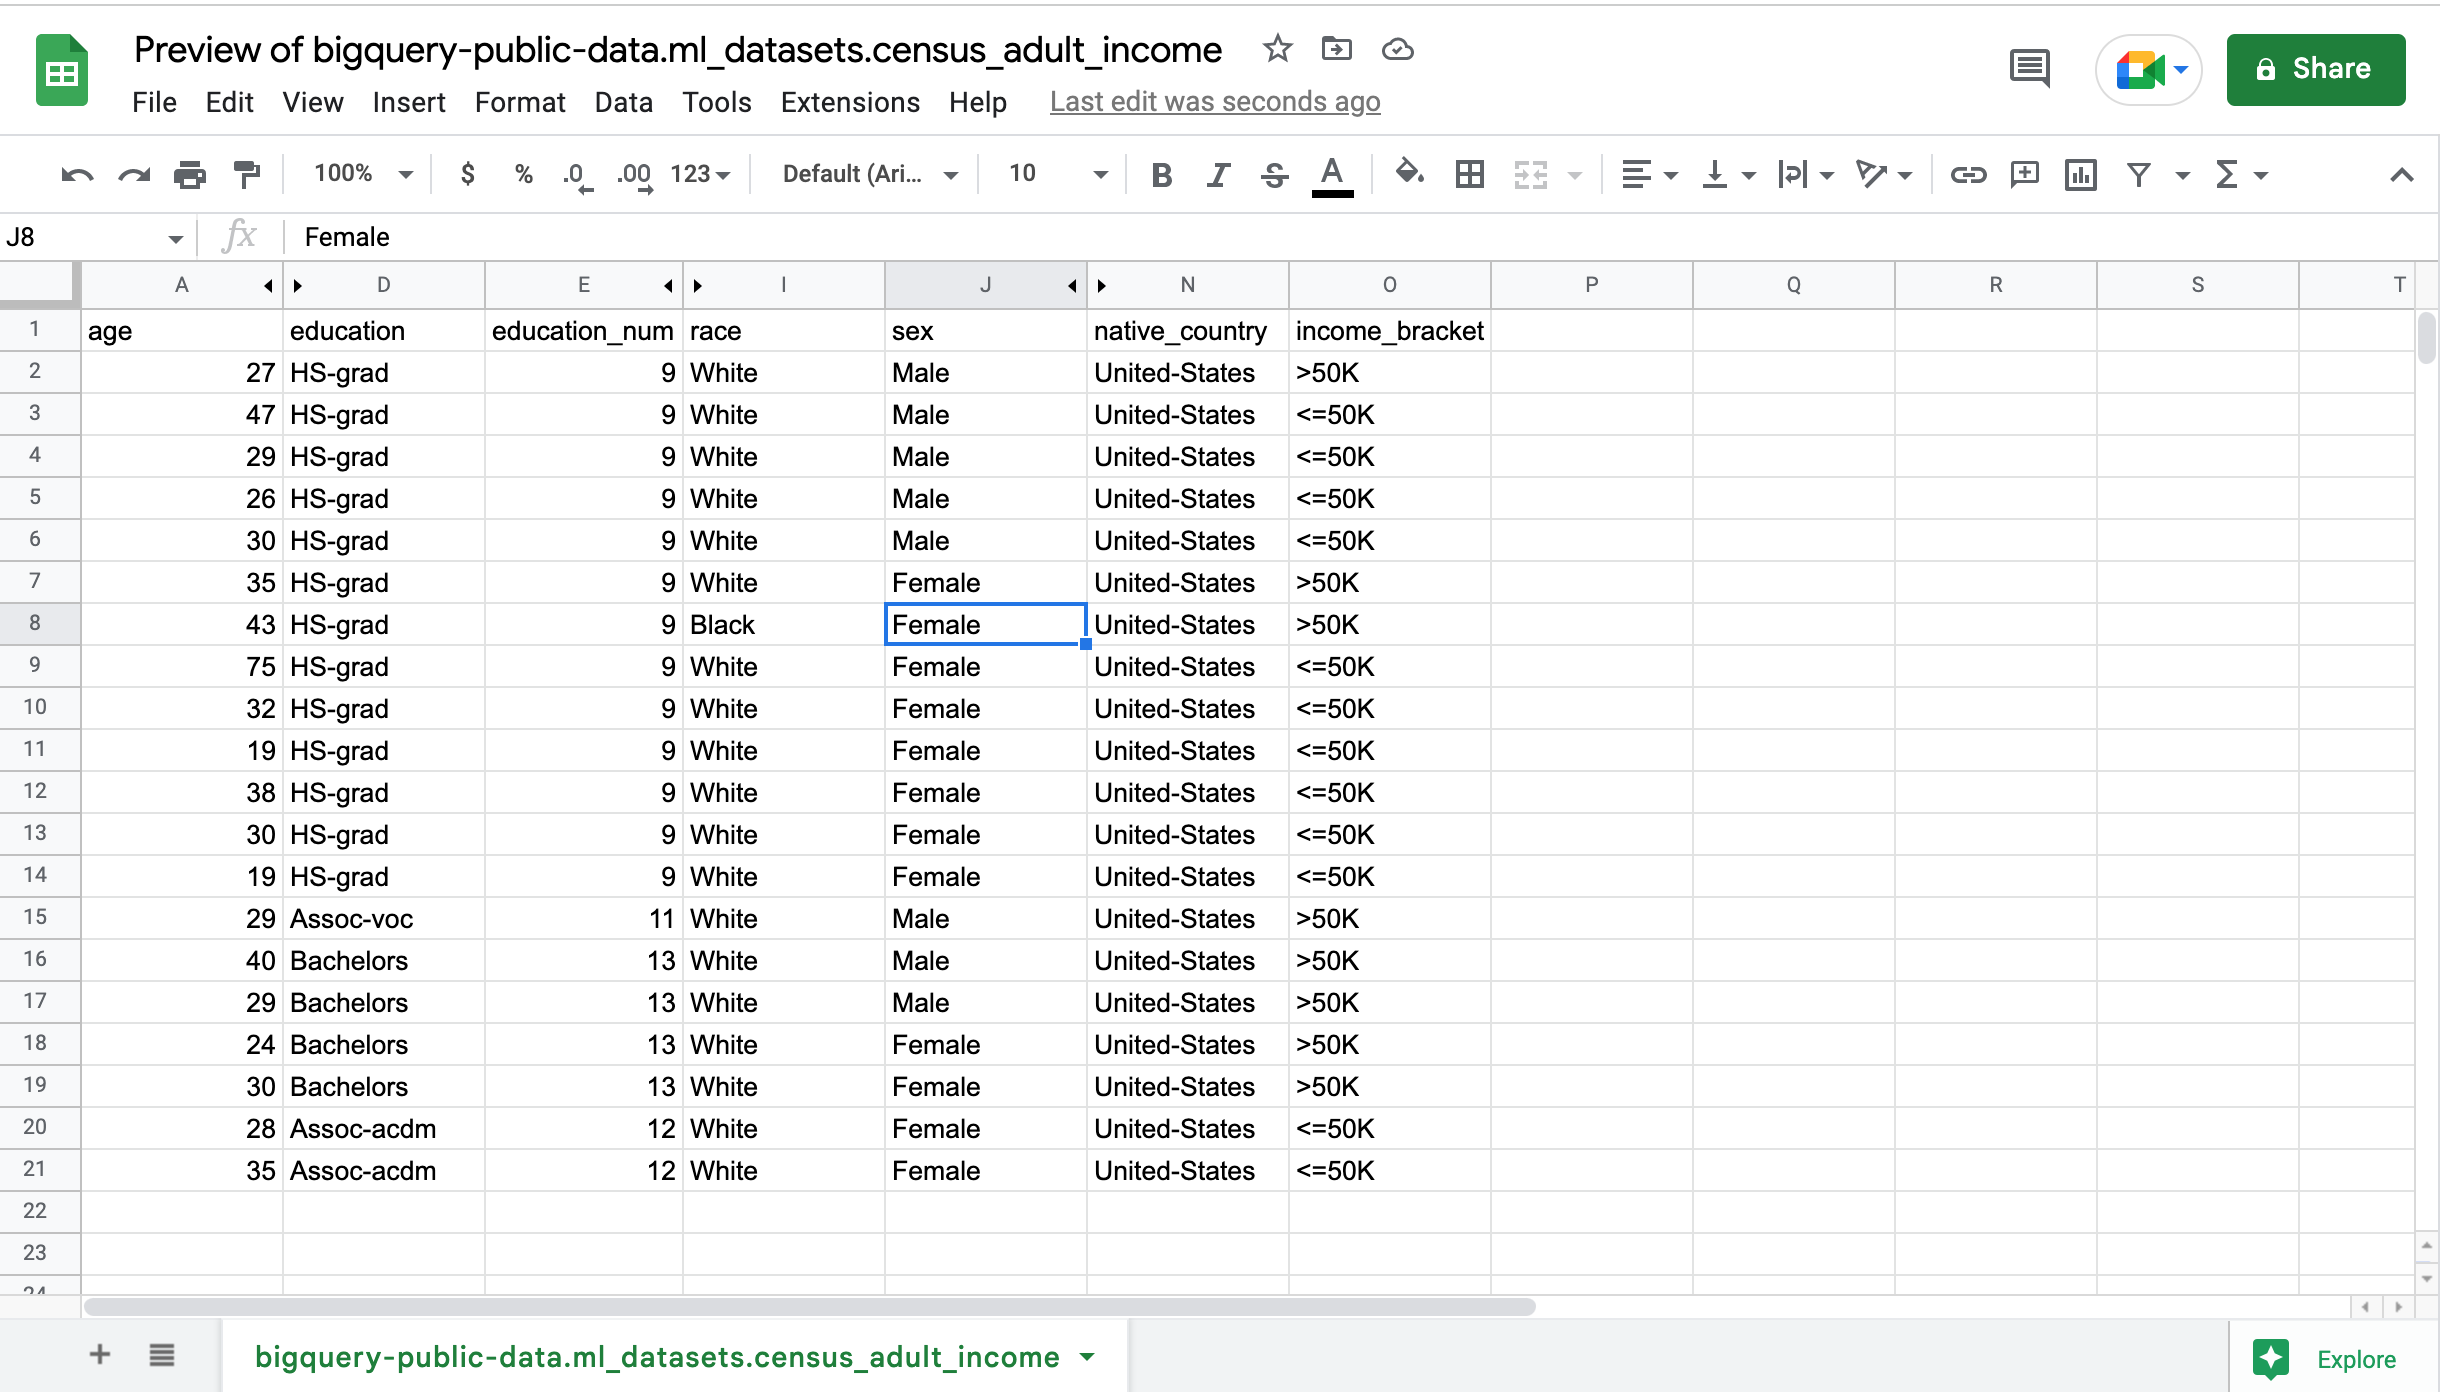 Preview of bigquery-public-data.ml_datasets.census_adult_income
File Edit View Insert Format Data Tools Extensions Help Last edit was seconds ago
Share
100% $ % .0 .00 123 Default (Ari... 10 B I S A
J8 fx Female
A D E I J N O P Q R S T
1 age education education_num race sex native_country income_bracket
2 27 HS-grad 9 White Male United-States >50K
3 47 HS-grad 9 White Male United-States <=50K
4 29 HS-grad 9 White Male United-States <=50K
5 26 HS-grad 9 White Male United-States <=50K
6 30 HS-grad 9 White Male United-States <=50K
7 35 HS-grad 9 White Female United-States >50K
8 43 HS-grad 9 Black Female United-States >50K
9 75 HS-grad 9 White Female United-States <=50K
10 32 HS-grad 9 White Female United-States <=50K
11 19 HS-grad 9 White Female United-States <=50K
12 38 HS-grad 9 White Female United-States <=50K
13 30 HS-grad 9 White Female United-States <=50K
14 19 HS-grad 9 White Female United-States <=50K
15 29 Assoc-voc 11 White Male United-States >50K
16 40 Bachelors 13 White Male United-States >50K
17 29 Bachelors 13 White Male United-States >50K
18 24 Bachelors 13 White Female United-States >50K
19 30 Bachelors 13 White Female United-States >50K
20 28 Assoc-acdm 12 White Female United-States <=50K
21 35 Assoc-acdm 12 White Female United-States <=50K
22
23
24
bigquery-public-data.ml_datasets.census_adult_income
Explore